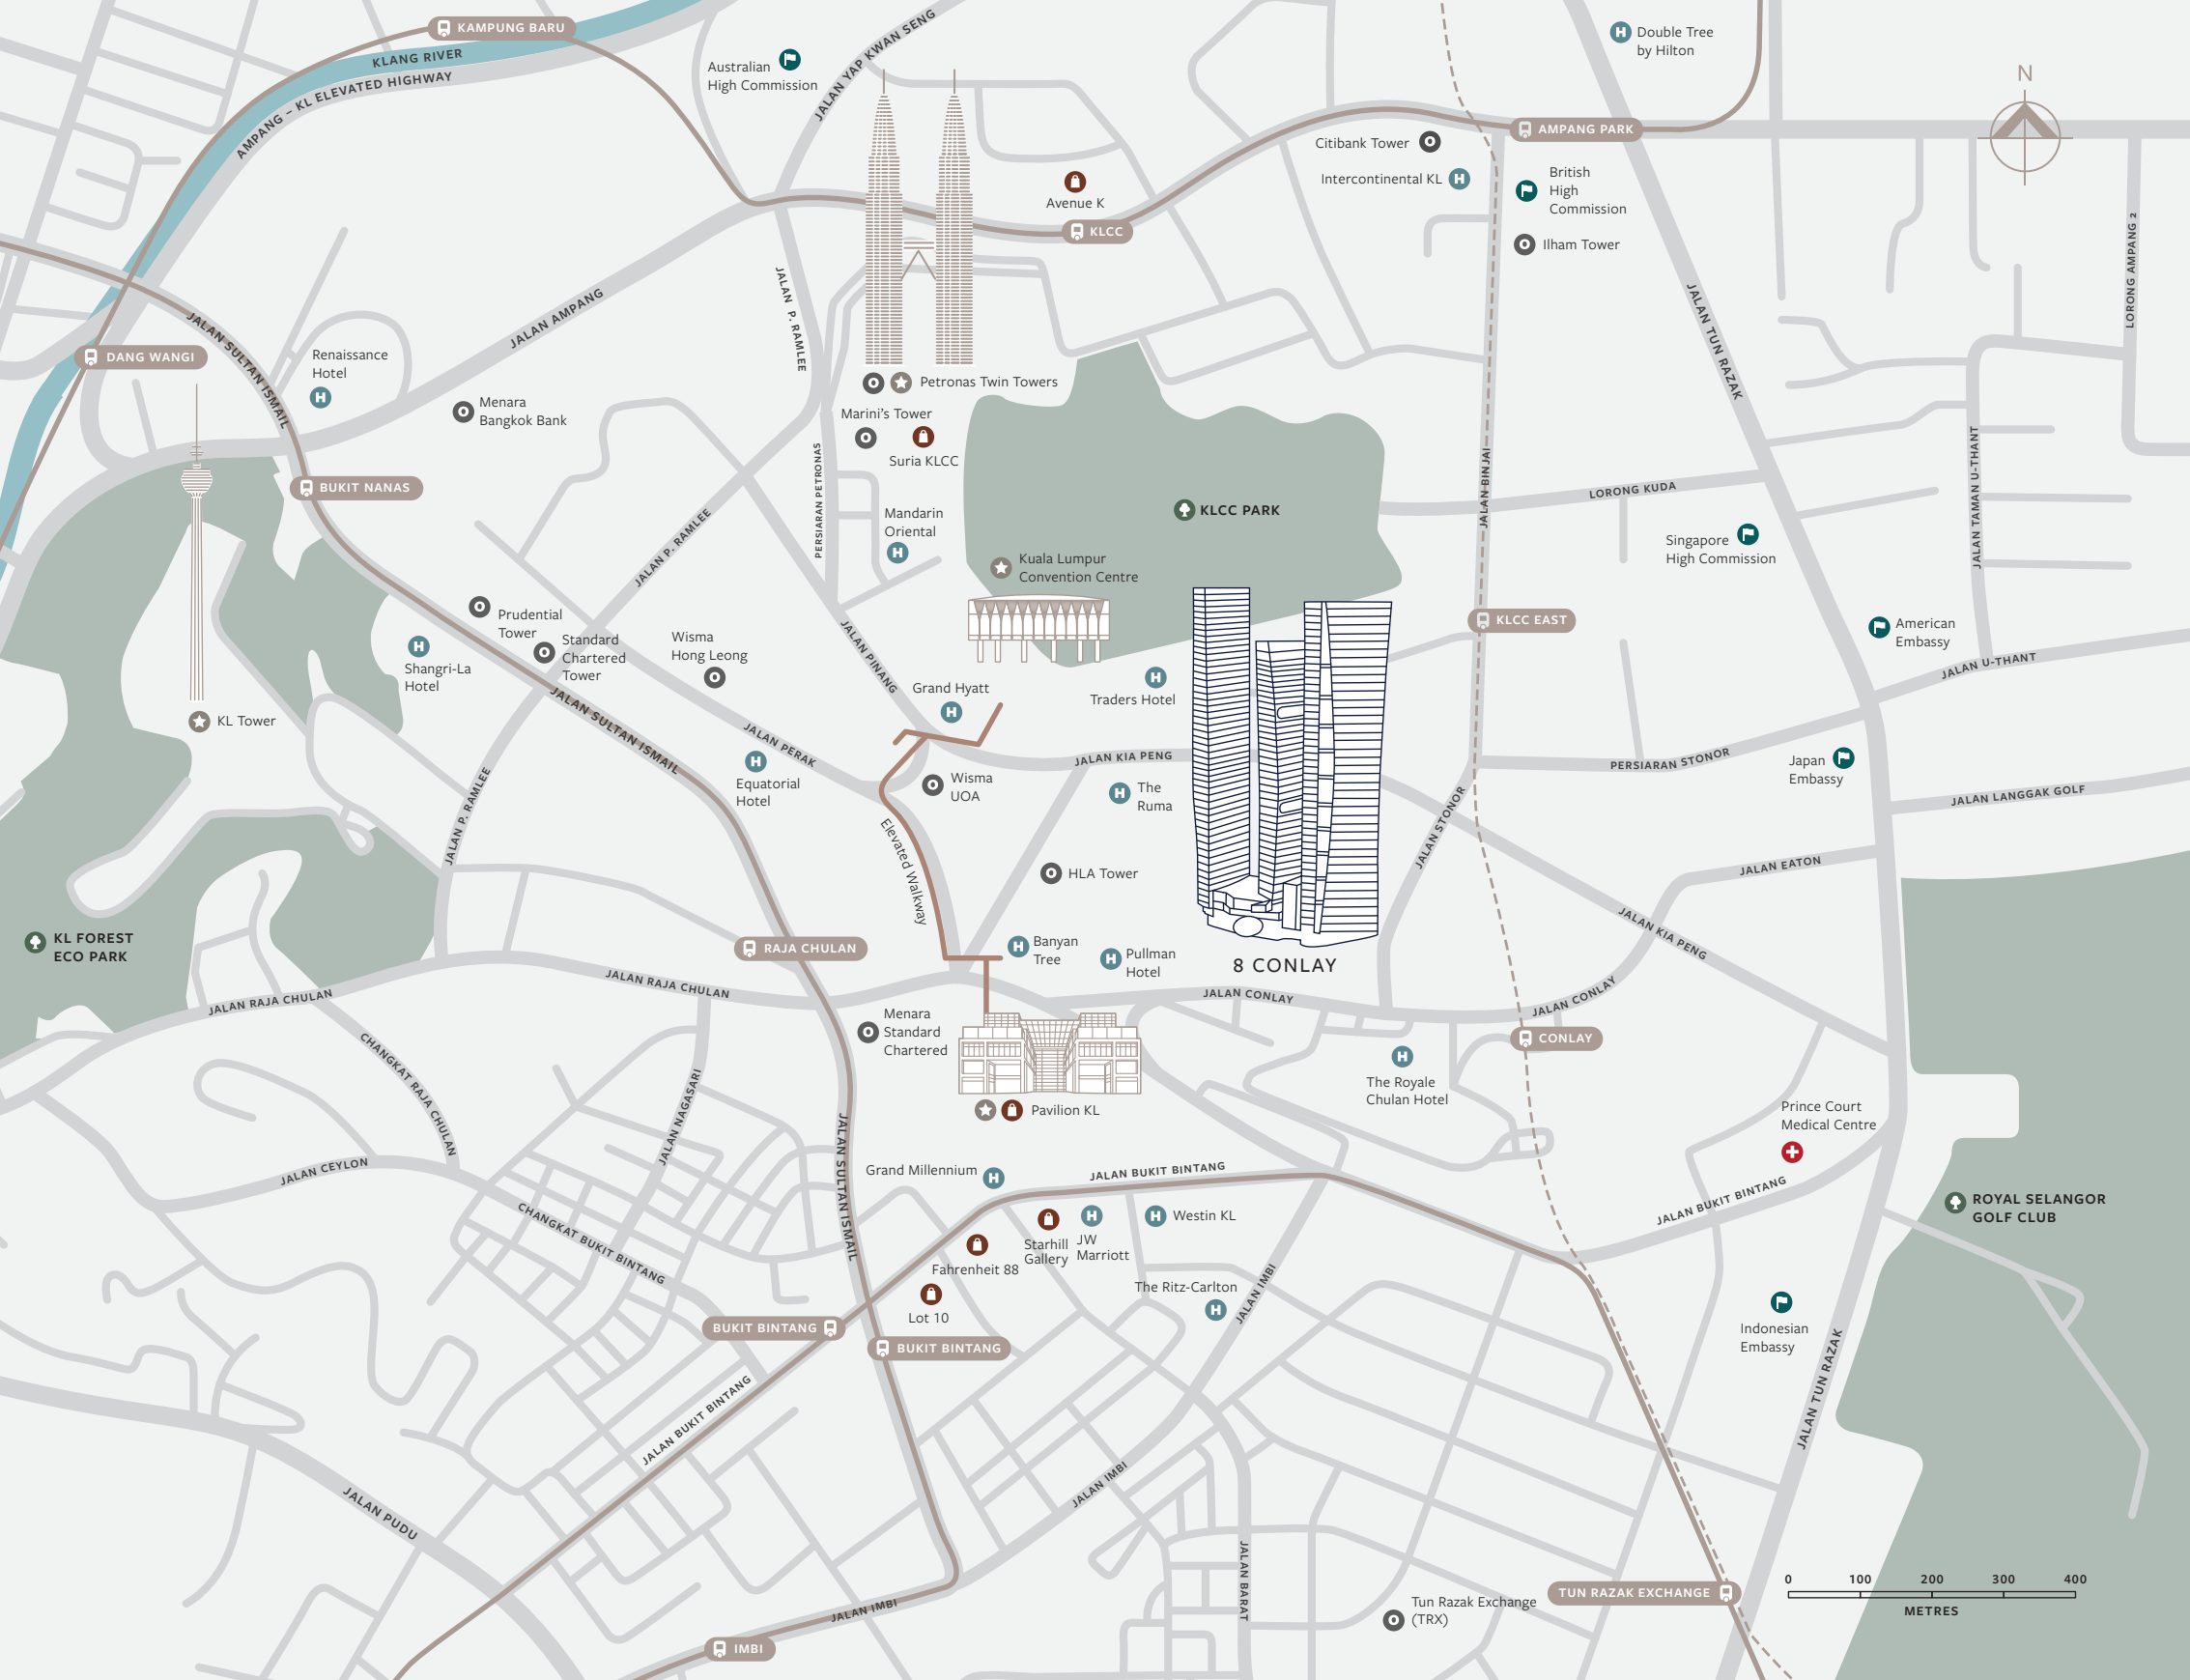 KAMPUNG BARU
KLANG RIVER
AMPANG – KL ELEVATED HIGHWAY
Australian
High Commission
JALAN YAP KWAN SENG
Double Tree
by Hilton
N
AMPANG PARK
Citibank Tower
Intercontinental KL
British
High
Commission
Ilham Tower
Avenue K
KLCC
LORONG AMPANG 2
JALAN SULTAN ISMAIL
DANG WANGI
Renaissance
Hotel
JALAN AMPANG
JALAN P. RAMLEE
JALAN TUN RAZAK
Menara
Bangkok Bank
Petronas Twin Towers
Marini's Tower
Suria KLCC
BUKIT NANAS
PERSIARAN PETRONAS
Mandarin
Oriental
KLCC PARK
JALAN BINJAI
LORONG KUDA
JALAN TAMAN U-THANT
Singapore
High Commission
JALAN P. RAMLEE
Kuala Lumpur
Convention Centre
Prudential
Tower
Standard
Chartered
Tower
Shangri-La
Hotel
Wisma
Hong Leong
JALAN PINANG
KLCC EAST
American
Embassy
JALAN U-THANT
KL Tower
JALAN SULTAN ISMAIL
Grand Hyatt
Traders Hotel
JALAN PERAK
Equatorial
Hotel
Wisma
UOA
JALAN KIA PENG
The
Ruma
PERSIARAN STONOR
Japan
Embassy
JALAN LANGGAK GOLF
JALAN P. RAMLEE
Elevated Walkway
JALAN STONOR
HLA Tower
JALAN EATON
KL FOREST
ECO PARK
RAJA CHULAN
Banyan
Tree
Pullman
Hotel
8 CONLAY
JALAN KIA PENG
JALAN RAJA CHULAN
JALAN RAJA CHULAN
JALAN CONLAY
JALAN CONLAY
CONLAY
Menara
Standard
Chartered
CHANGKAT RAJA CHULAN
JALAN NAGASARI
The Royale
Chulan Hotel
Pavilion KL
Prince Court
Medical Centre
JALAN SULTAN ISMAIL
JALAN CEYLON
Grand Millennium
JALAN BUKIT BINTANG
JALAN BUKIT BINTANG
ROYAL SELANGOR
GOLF CLUB
CHANGKAT BUKIT BINTANG
Westin KL
JW
Marriott
Starhill
Gallery
Fahrenheit 88
Lot 10
The Ritz-Carlton
JALAN IMBI
BUKIT BINTANG
BUKIT BINTANG
Indonesian
Embassy
JALAN TUN RAZAK
JALAN BUKIT BINTANG
JALAN PUDU
JALAN IMBI
JALAN BARAT
JALAN IMBI
IMBI
Tun Razak Exchange
(TRX)
TUN RAZAK EXCHANGE
0 100 200 300 400
METRES